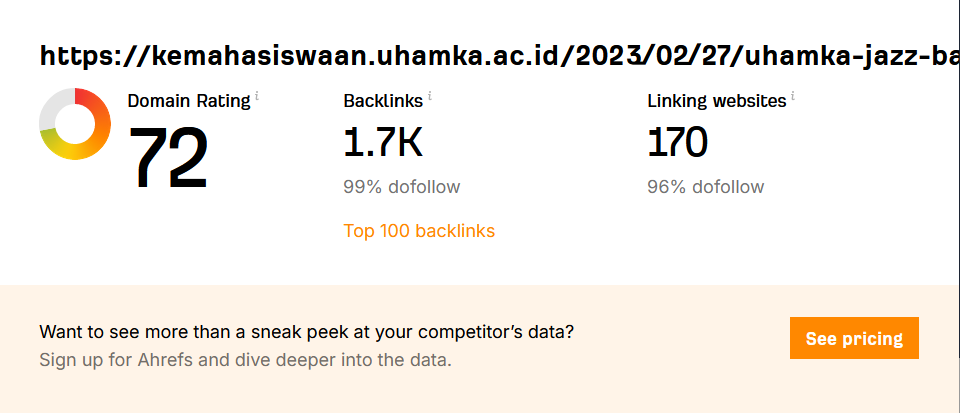 https://kemahasiswaan.uhamka.ac.id/2023/02/27/uhamka-jazz-ba
Domain Rating i
72
Backlinks i
1.7K
99% dofollow
Top 100 backlinks
Linking websites i
170
96% dofollow
Want to see more than a sneak peek at your competitor’s data?
Sign up for Ahrefs and dive deeper into the data.
See pricing